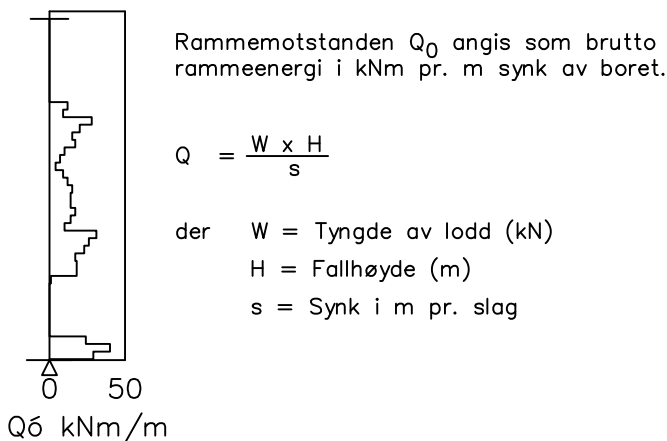 Rammemotstanden Q0 angis som brutto
rammeenergi i kNm pr. m synk av boret.
Q = W x H
s
der W = Tyngde av lodd (kN)
H = Fallhøyde (m)
s = Synk i m pr. slag
0 50
Qó kNm/m